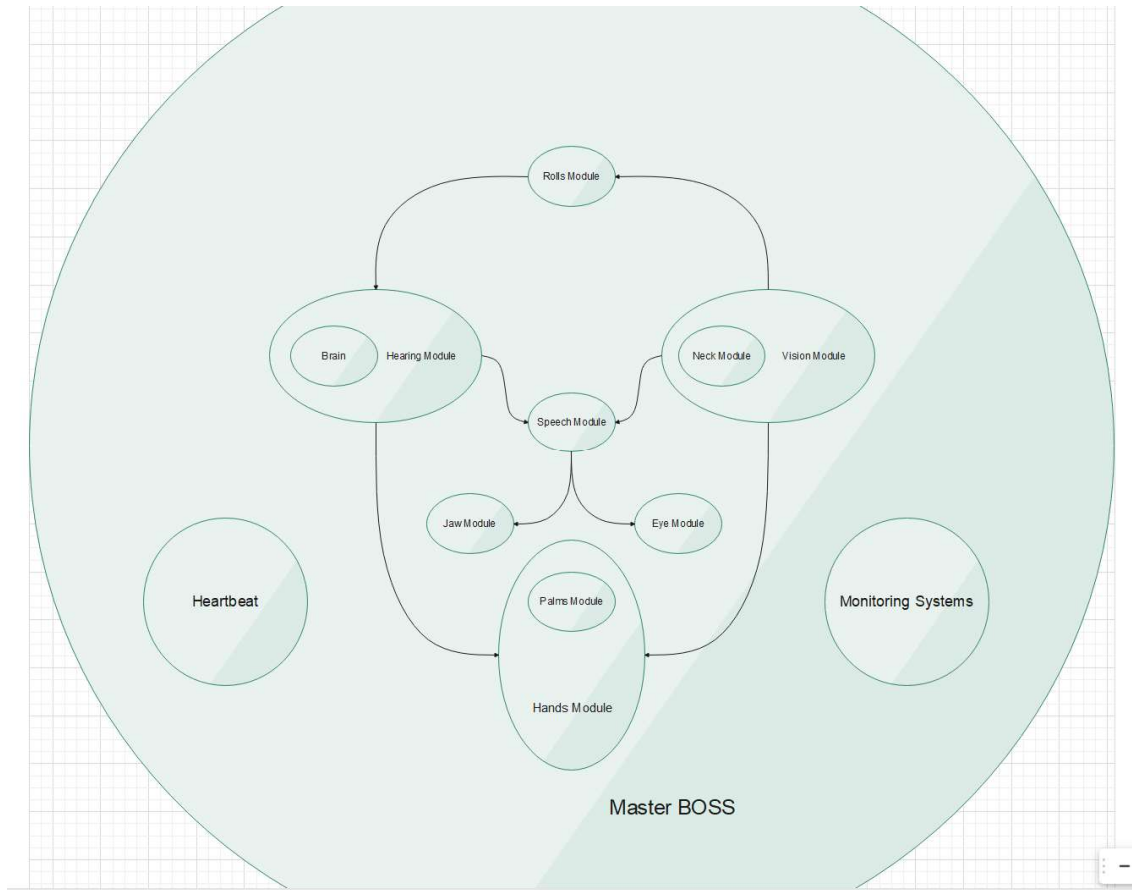 Rolls Module
Brain
Hearing Module
Neck Module
Vision Module
Speech Module
Jaw Module
Eye Module
Palms Module
Heartbeat
Monitoring Systems
Hands Module
Master BOSS